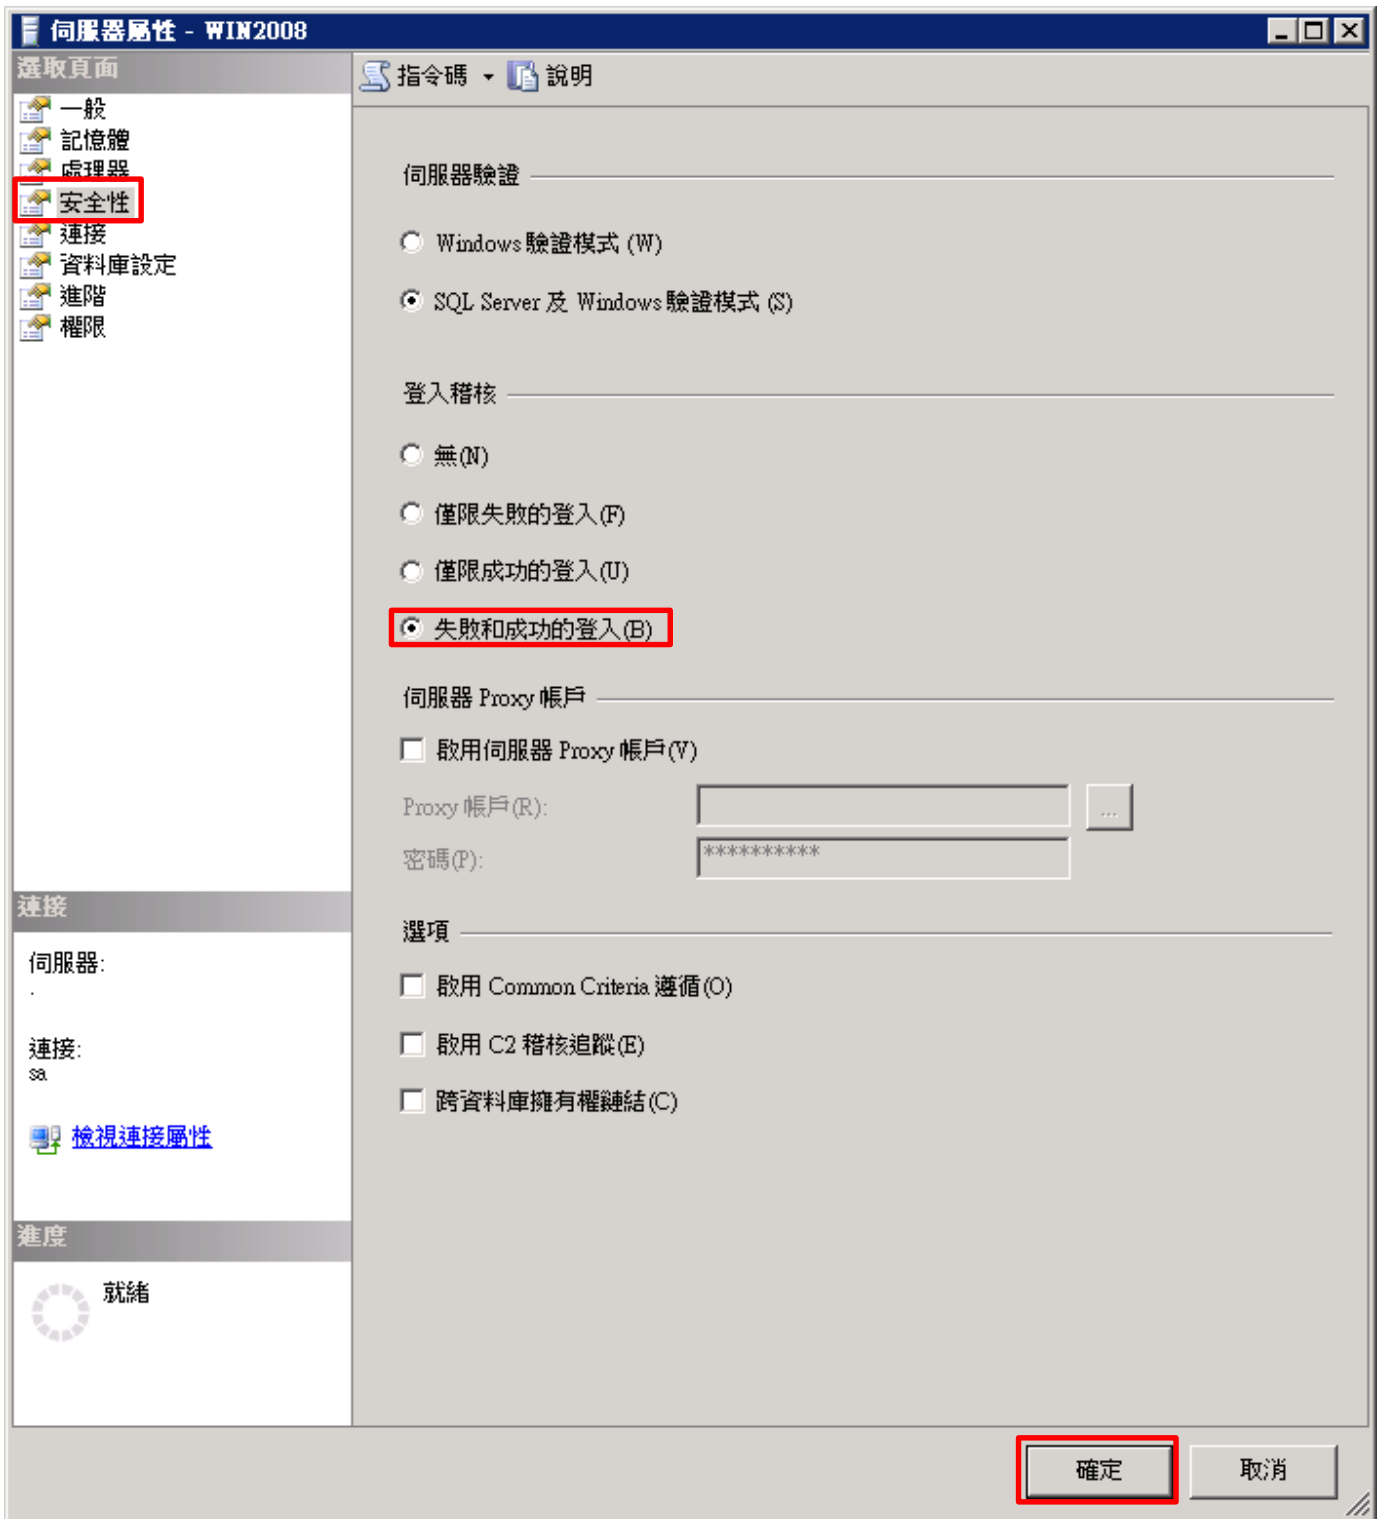 伺服器屬性 - WIN2008
選取頁面
一般
記憶體
處理器
安全性
連接
資料庫設定
進階
權限
指令碼
說明
伺服器驗證
Windows 驗證模式 (W)
SQL Server 及 Windows 驗證模式 (S)
登入稽核
無(N)
僅限失敗的登入(F)
僅限成功的登入(U)
失敗和成功的登入(B)
伺服器 Proxy 帳戶
啟用伺服器 Proxy 帳戶(V)
Proxy 帳戶(R):
...
密碼(P):
**********
選項
啟用 Common Criteria 遵循(O)
啟用 C2 稽核追蹤(E)
跨資料庫擁有權鏈結(C)
連接
伺服器:
.
連接:
sa
檢視連接屬性
進度
就緒
確定
取消